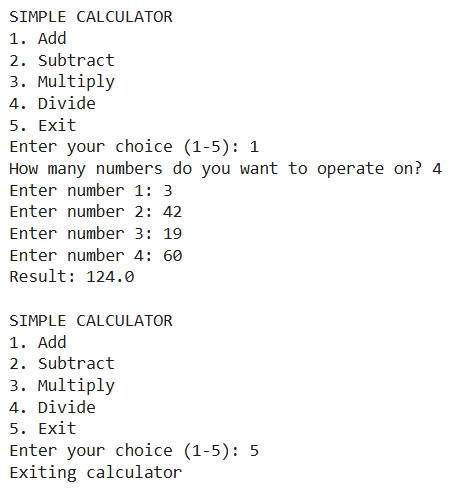 SIMPLE CALCULATOR
1. Add
2. Subtract
3. Multiply
4. Divide
5. Exit
Enter your choice (1-5): 1
How many numbers do you want to operate on? 4
Enter number 1: 3
Enter number 2: 42
Enter number 3: 19
Enter number 4: 60
Result: 124.0

SIMPLE CALCULATOR
1. Add
2. Subtract
3. Multiply
4. Divide
5. Exit
Enter your choice (1-5): 5
Exiting calculator